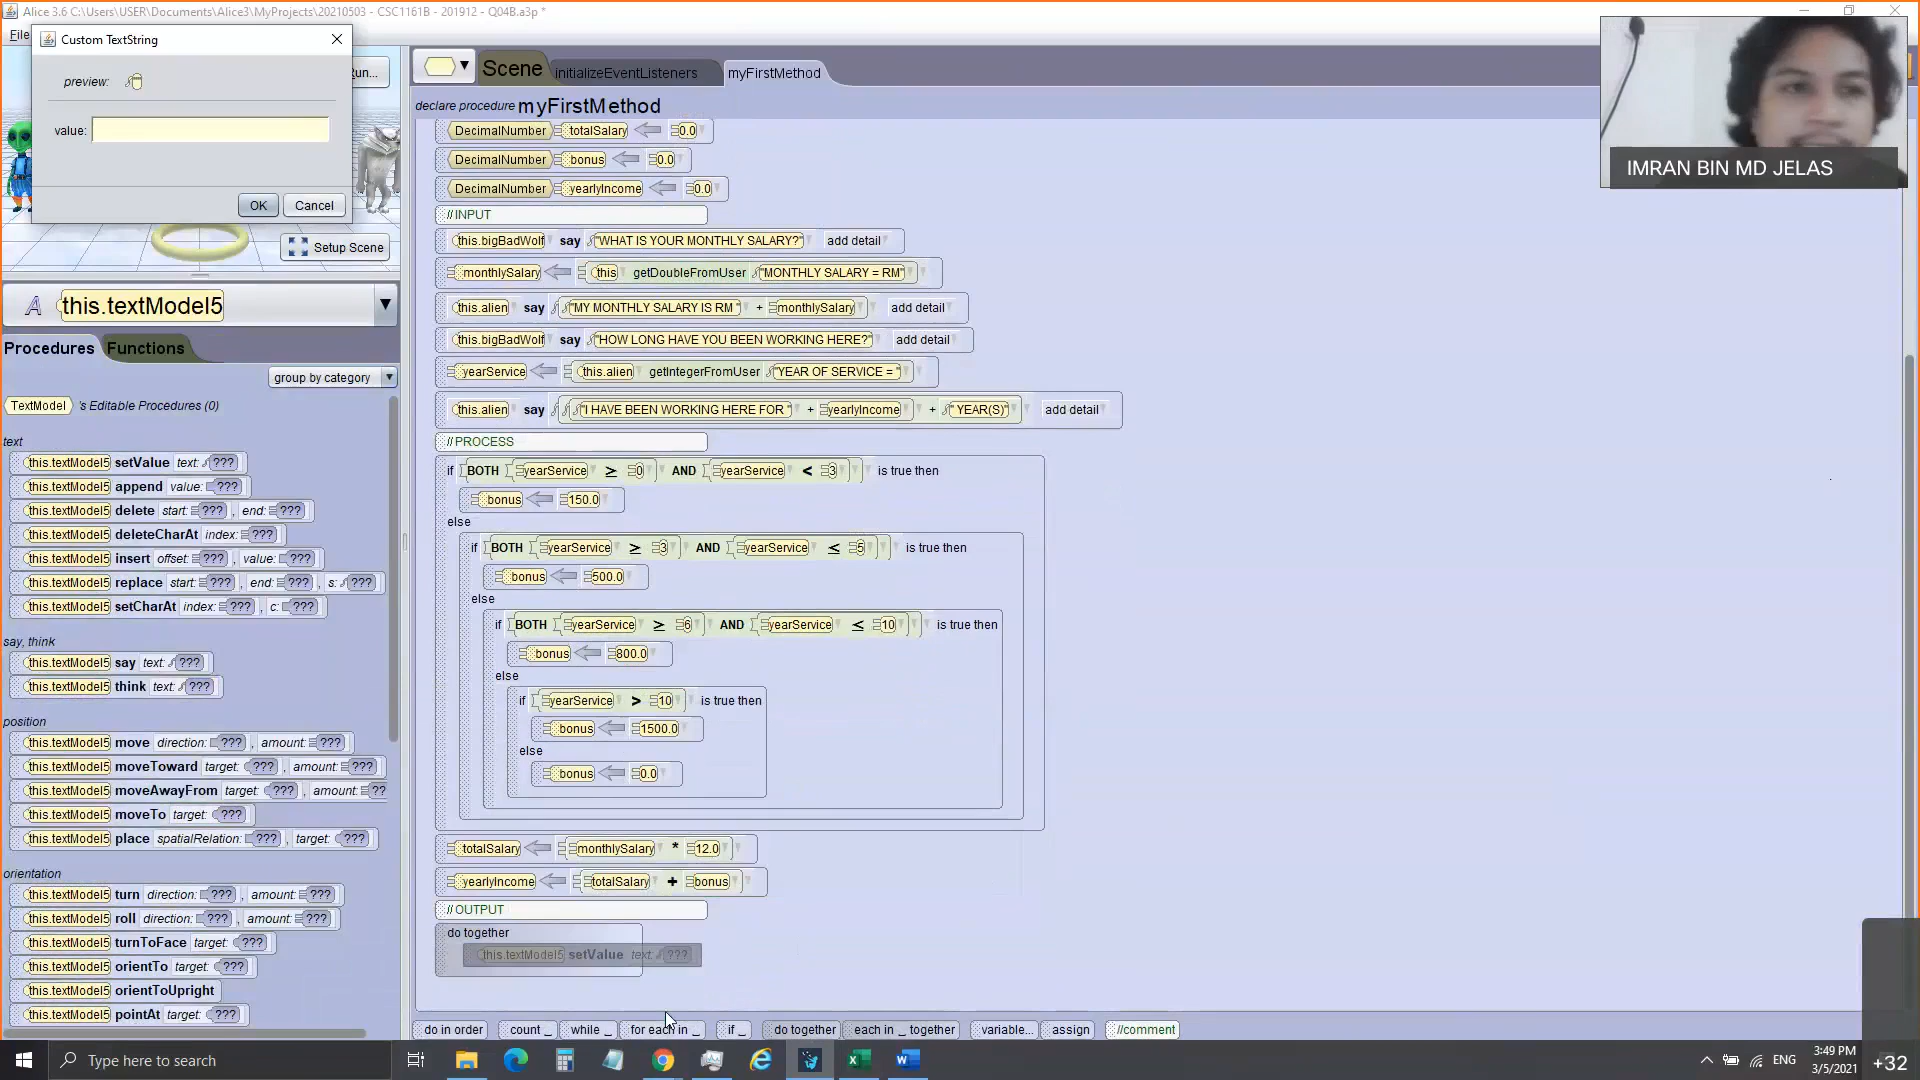 Alice 3.6 C:\Users\USER\Documents\Alice3\MyProjects\20210503 - CSC1161B - 201912 - Q04B.a3p *
File
Custom TextString
preview:
value:
OK Cancel
Setup Scene
this.textModel5
Procedures Functions
group by category
TextModel 's Editable Procedures (0)
text
this.textModel5 setValue text: ???
this.textModel5 append value: ???
this.textModel5 delete start: ??? , end: ???
this.textModel5 deleteCharAt index: ???
this.textModel5 insert offset: ??? , value: ???
this.textModel5 replace start: ??? , end: ??? , s: ???
this.textModel5 setCharAt index: ??? , c: ???
say, think
this.textModel5 say text: ???
this.textModel5 think text: ???
position
this.textModel5 move direction: ??? , amount: ???
this.textModel5 moveToward target: ??? , amount: ???
this.textModel5 moveAwayFrom target: ??? , amount: ??
this.textModel5 moveTo target: ???
this.textModel5 place spatialRelation: ??? , target: ???
orientation
this.textModel5 turn direction: ??? , amount: ???
this.textModel5 roll direction: ??? , amount: ???
this.textModel5 turnToFace target: ???
this.textModel5 orientTo target: ???
this.textModel5 orientToUpright
this.textModel5 pointAt target: ???
Scene initializeEventListeners myFirstMethod
declare procedure myFirstMethod
DecimalNumber totalSalary 0.0
DecimalNumber bonus 0.0
DecimalNumber yearlyIncome 0.0
//INPUT
this.bigBadWolf say "WHAT IS YOUR MONTHLY SALARY?" add detail
monthlySalary this getDoubleFromUser "MONTHLY SALARY = RM"
this.alien say "MY MONTHLY SALARY IS RM " + monthlySalary add detail
this.bigBadWolf say "HOW LONG HAVE YOU BEEN WORKING HERE?" add detail
yearService this.alien getIntegerFromUser "YEAR OF SERVICE = "
this.alien say "I HAVE BEEN WORKING HERE FOR " + yearlyIncome + " YEAR(S)" add detail
//PROCESS
if BOTH yearService ≥ 0 AND yearService < 3 is true then
bonus 150.0
else
if BOTH yearService ≥ 3 AND yearService ≤ 5 is true then
bonus 500.0
else
if BOTH yearService ≥ 6 AND yearService ≤ 10 is true then
bonus 800.0
else
if yearService > 10 is true then
bonus 1500.0
else
bonus 0.0
totalSalary monthlySalary * 12.0
yearlyIncome totalSalary + bonus
//OUTPUT
do together
this.textModel5 setValue text: ???
do in order count _ while _ for each in _ if _ do together each in _ together variable... assign //comment
IMRAN BIN MD JELAS
Type here to search
ENG
3:49 PM
3/5/2021
+32